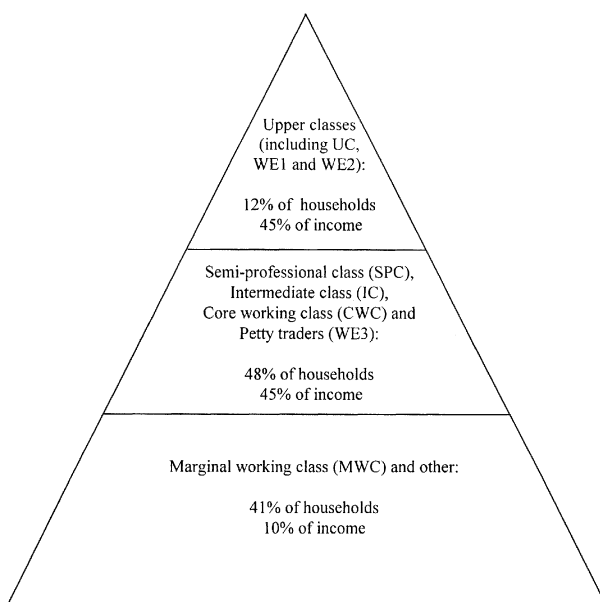 Upper classes
(including UC,
WE1 and WE2):
12% of households
45% of income
Semi-professional class (SPC),
Intermediate class (IC),
Core working class (CWC) and
Petty traders (WE3):
48% of households
45% of income
Marginal working class (MWC) and other:
41% of households
10% of income